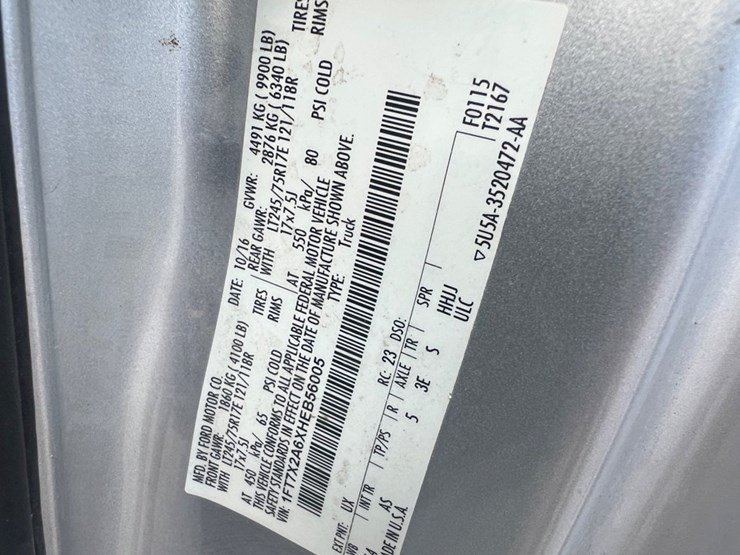 MFD. BY FORD MOTOR CO.
DATE: 10/16 GVWR: 4491 KG ( 9900 LB)
FRONT GAWR: 1860 KG ( 4100 LB) REAR GAWR: 2876 KG ( 6340 LB)
WITH LT245/75R17E 121/118R TIRES WITH LT245/75R17E 121/118R TIRES
17x7.5J RIMS 17x7.5J RIMS
AT 450 kPa/ 65 PSI COLD AT 550 kPa/ 80 PSI COLD
THIS VEHICLE CONFORMS TO ALL APPLICABLE FEDERAL MOTOR VEHICLE
SAFETY STANDARDS IN EFFECT ON THE DATE OF MANUFACTURE SHOWN ABOVE.
VIN: 1FT7X2A6XHEB56005 TYPE: Truck
EXT PNT: UX RC: 23 DSO: F0115
WB INT TR TP/PS R AXLE TR SPR T2167
4 AS 5 3E S HHJJ
ULC
ADE IN U.S.A. ▽5U5A-3520472-AA